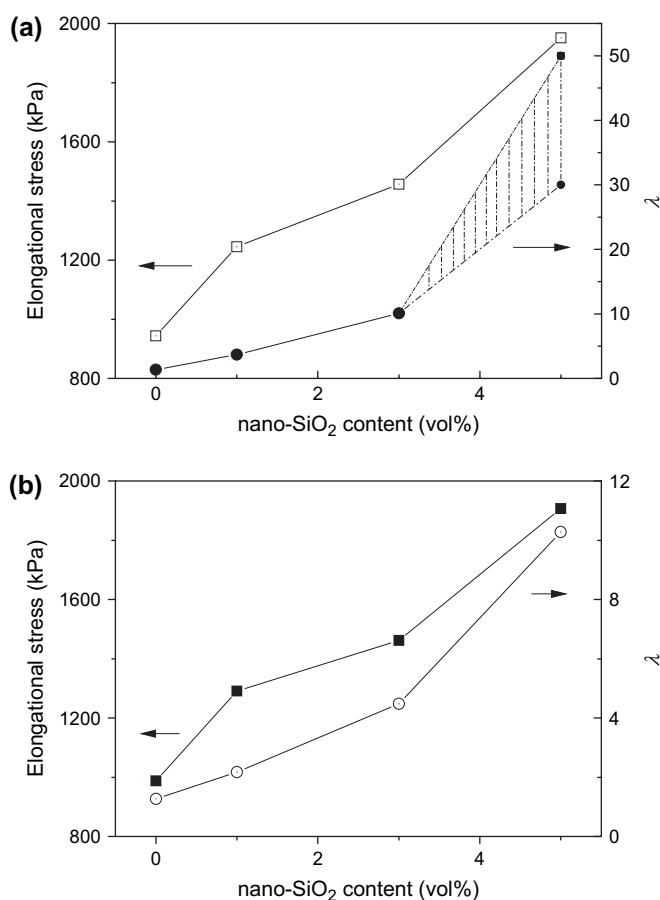 (a)
2000
1600
1200
800
Elongational stress (kPa)
50
40
30
20
10
0
λ
0 2 4
nano-SiO₂ content (vol%)
(b)
2000
1600
1200
800
Elongational stress (kPa)
12
8
4
0
λ
0 2 4
nano-SiO₂ content (vol%)